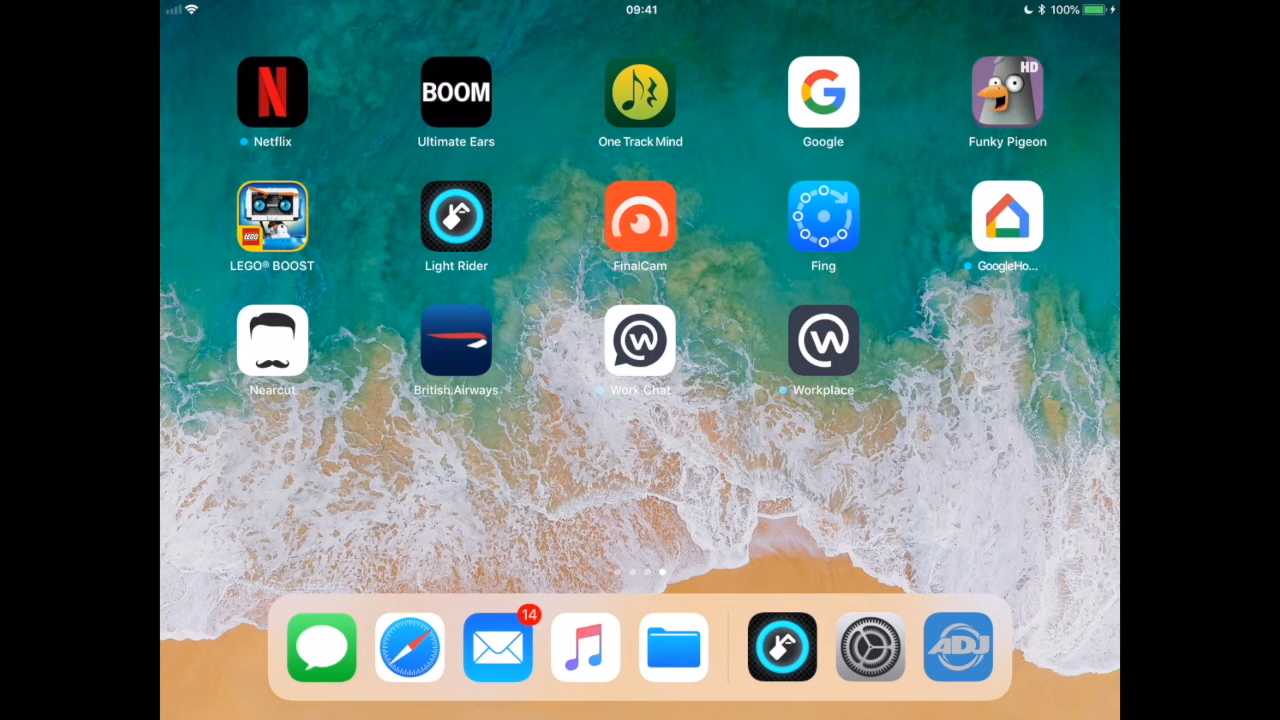 09:41
100%
N
BOOM
G
HD
Netflix
Ultimate Ears
One Track Mind
Google
Funky Pigeon
LEGO
LEGO® BOOST
Light Rider
FinalCam
Fing
GoogleHo...
W
W
Nearcut
British Airways
Work Chat
Workplace
14
ADJ